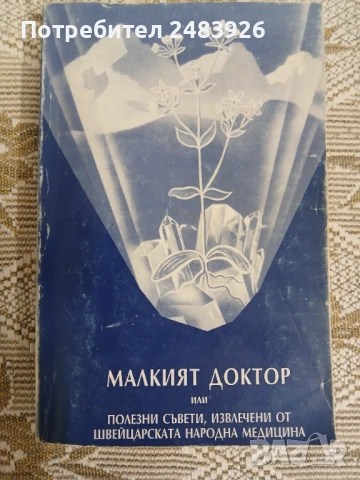 Потребител 2483926
МАЛКИЯТ ДОКТОР
или
ПОЛЕЗНИ СЪВЕТИ, ИЗВЛЕЧЕНИ ОТ
ШВЕЙЦАРСКАТА НАРОДНА МЕДИЦИНА